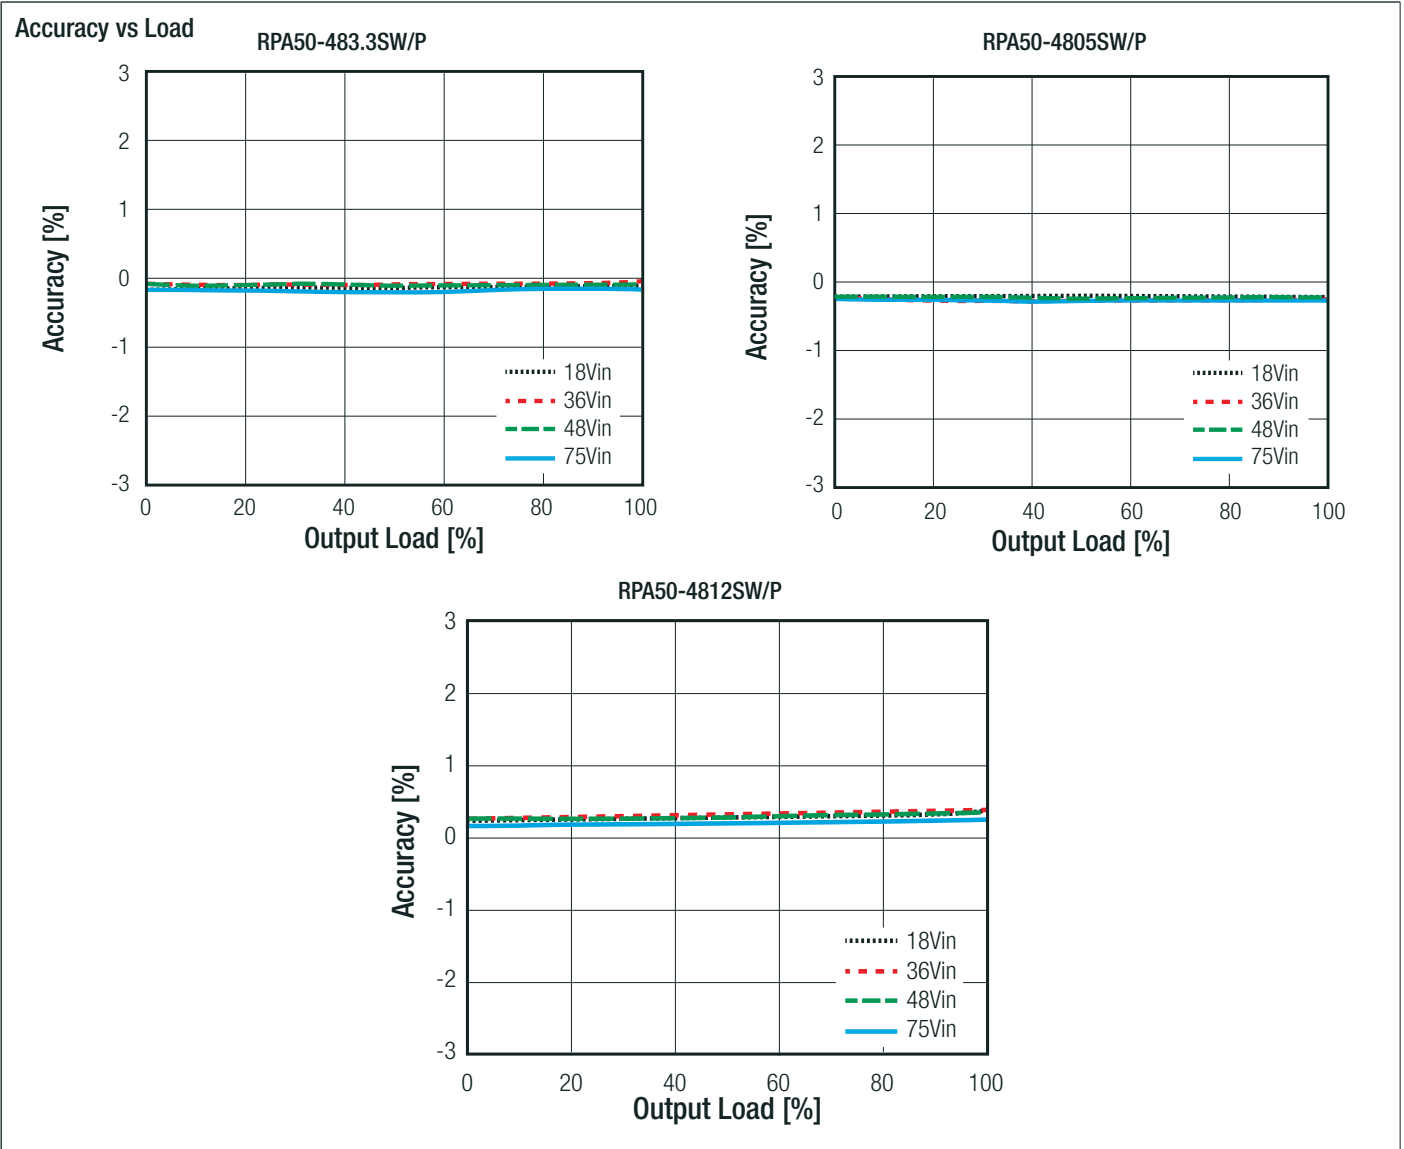 Accuracy vs Load
RPA50-483.3SW/P
3
2
1
0
-1
-2
-3
Accuracy [%]
18Vin
36Vin
48Vin
75Vin
0 20 40 60 80 100
Output Load [%]
RPA50-4805SW/P
3
2
1
0
-1
-2
-3
Accuracy [%]
18Vin
36Vin
48Vin
75Vin
0 20 40 60 80 100
Output Load [%]
RPA50-4812SW/P
3
2
1
0
-1
-2
-3
Accuracy [%]
18Vin
36Vin
48Vin
75Vin
0 20 40 60 80 100
Output Load [%]